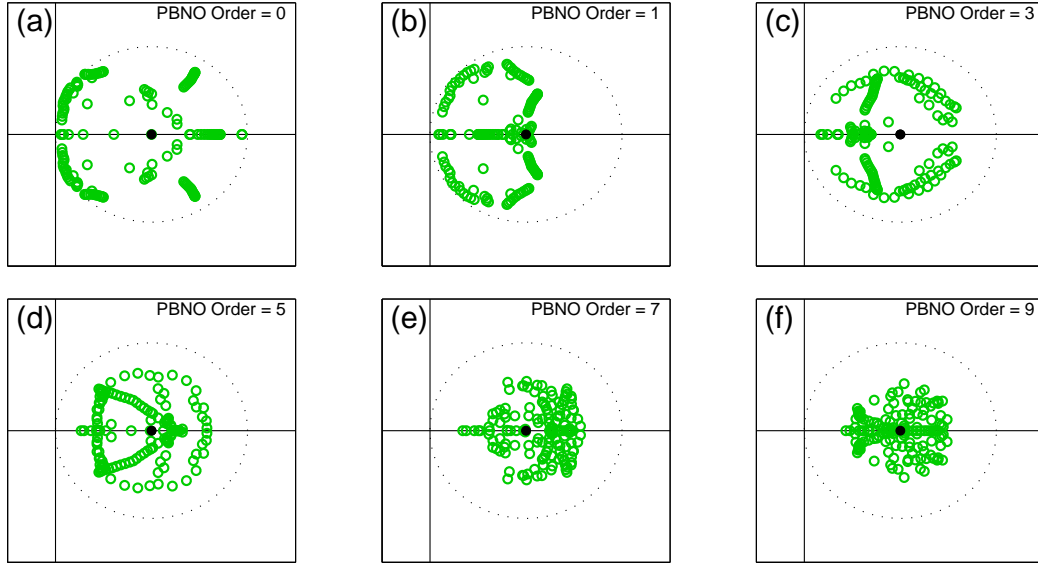 (a) PBNO Order = 0
(b) PBNO Order = 1
(c) PBNO Order = 3
(d) PBNO Order = 5
(e) PBNO Order = 7
(f) PBNO Order = 9